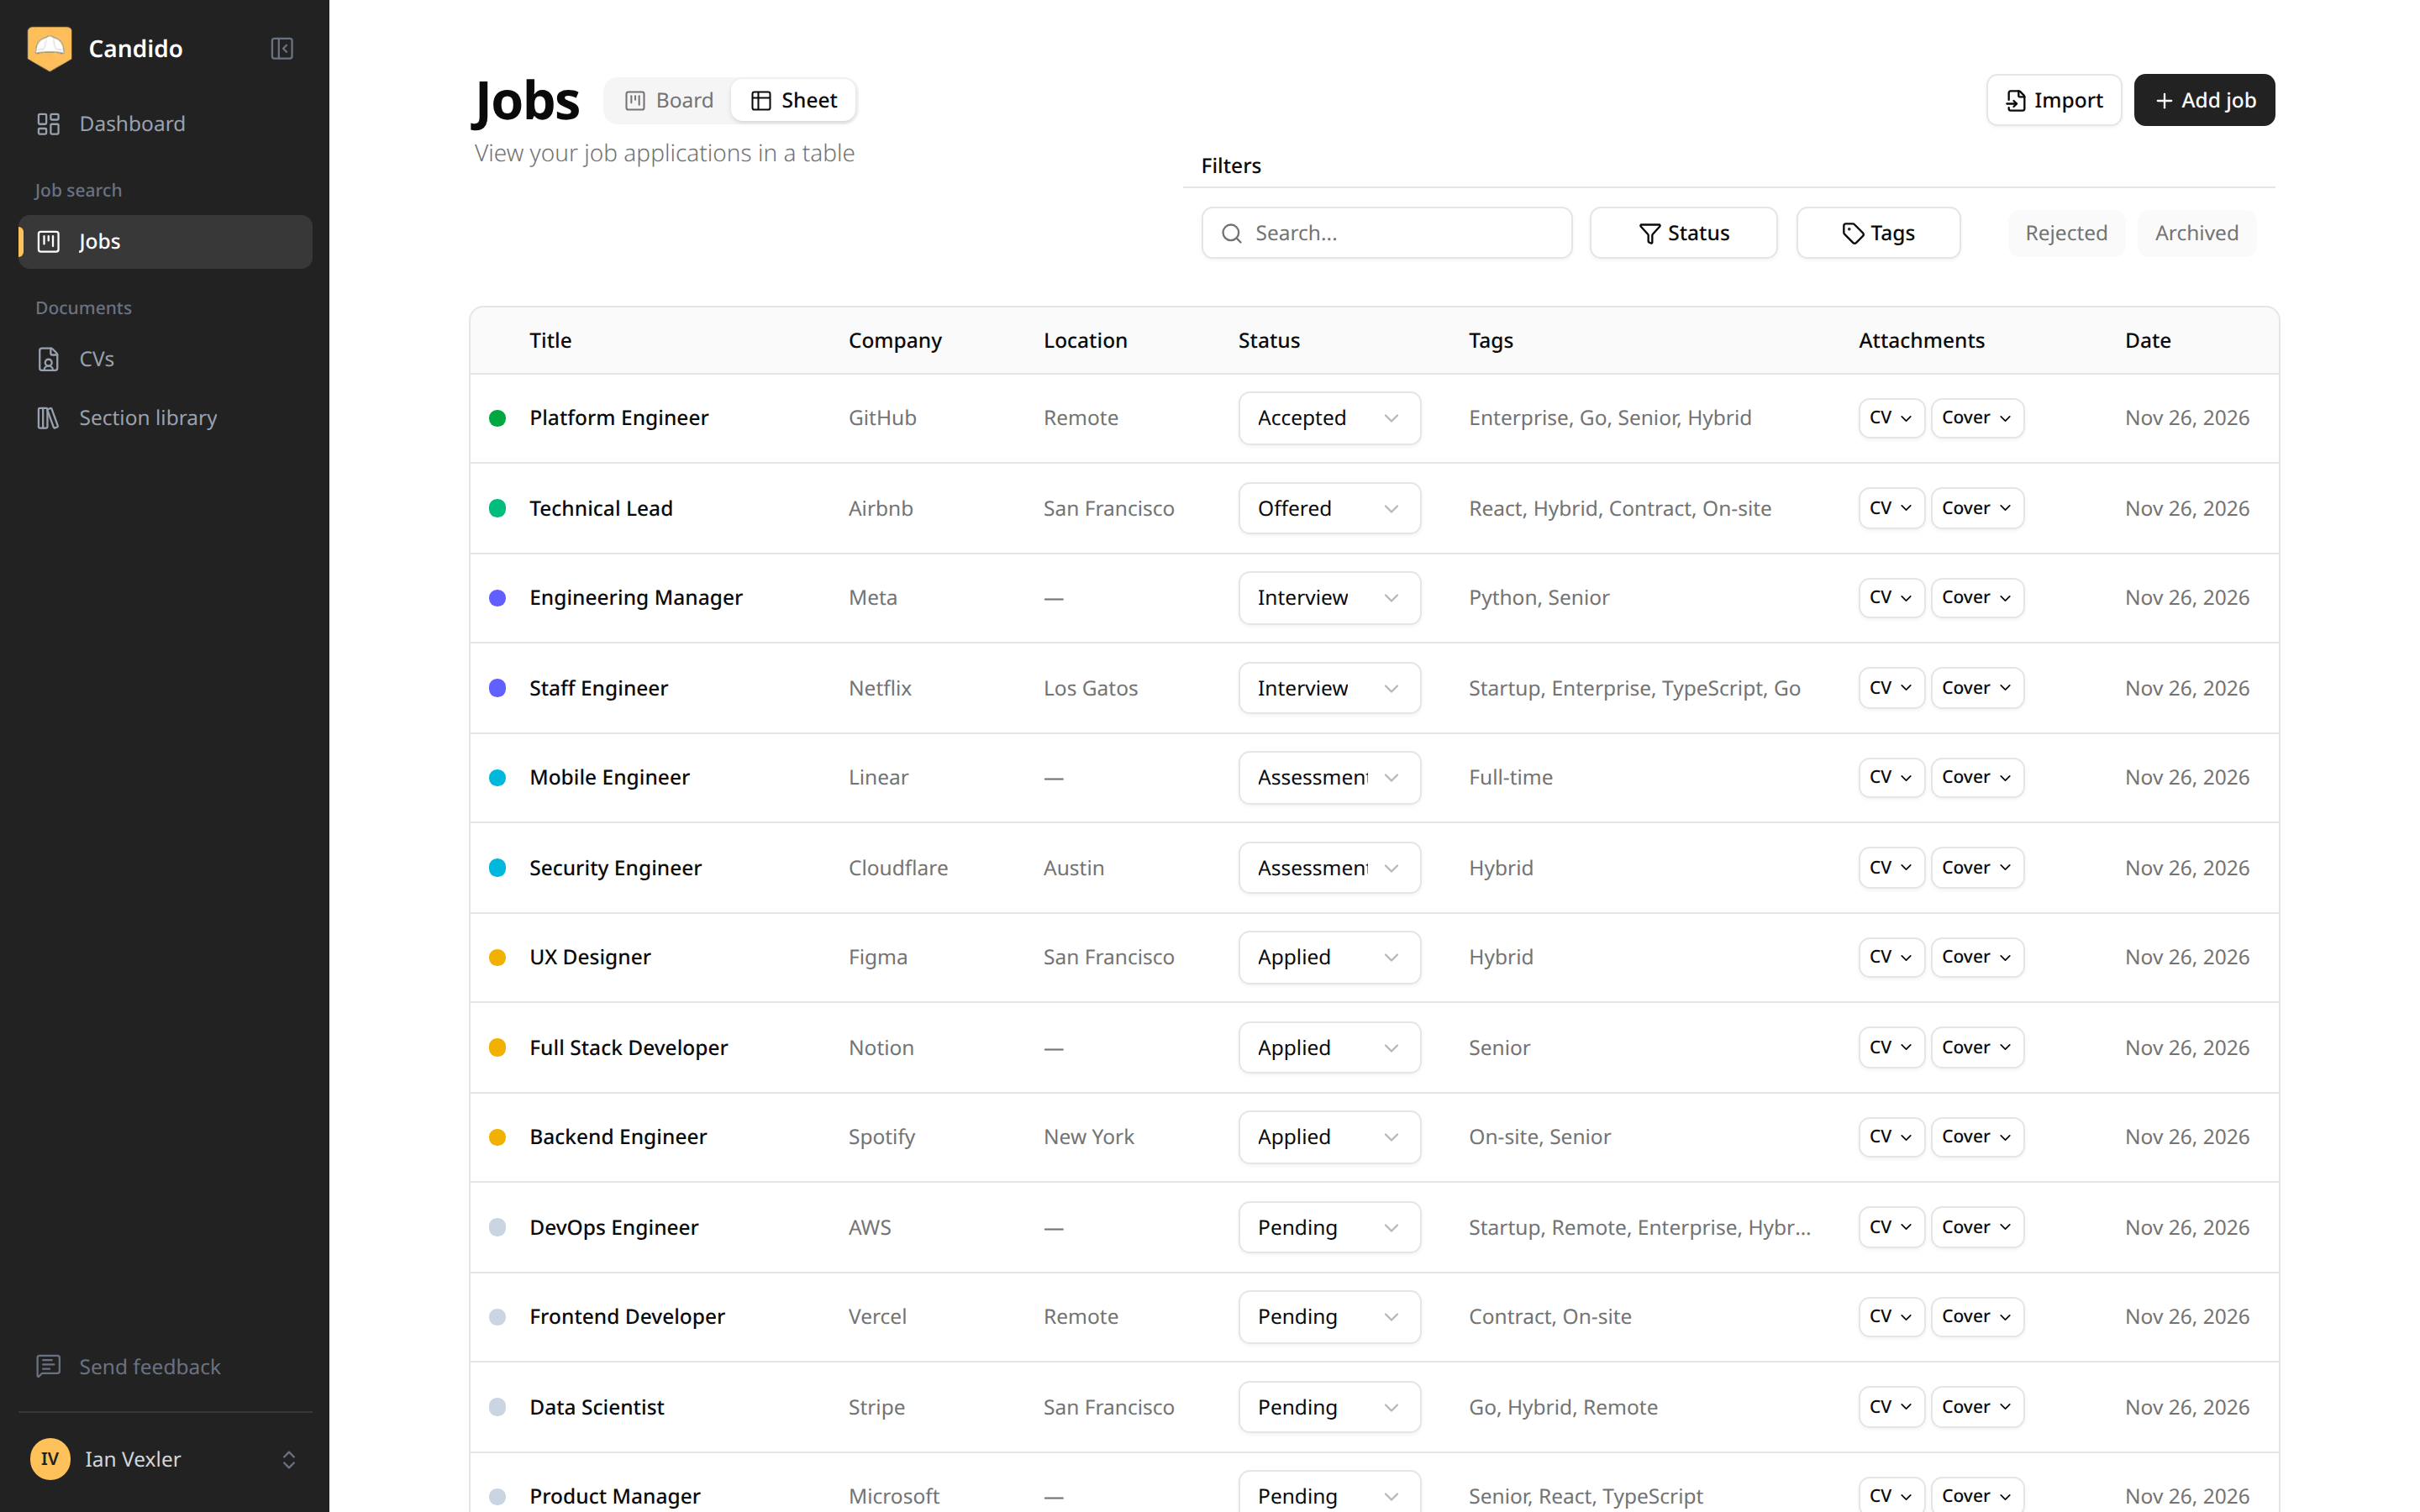 Candido
Dashboard
Job search
Jobs
Documents
CVs
Section library
Send feedback
IV Ian Vexler
Jobs Board Sheet Import Add job
View your job applications in a table
Filters
Search... Status Tags Rejected Archived
Title Company Location Status Tags Attachments Date
Platform Engineer GitHub Remote Accepted Enterprise, Go, Senior, Hybrid CV Cover Nov 26, 2026
Technical Lead Airbnb San Francisco Offered React, Hybrid, Contract, On-site CV Cover Nov 26, 2026
Engineering Manager Meta — Interview Python, Senior CV Cover Nov 26, 2026
Staff Engineer Netflix Los Gatos Interview Startup, Enterprise, TypeScript, Go CV Cover Nov 26, 2026
Mobile Engineer Linear — Assessment Full-time CV Cover Nov 26, 2026
Security Engineer Cloudflare Austin Assessment Hybrid CV Cover Nov 26, 2026
UX Designer Figma San Francisco Applied Hybrid CV Cover Nov 26, 2026
Full Stack Developer Notion — Applied Senior CV Cover Nov 26, 2026
Backend Engineer Spotify New York Applied On-site, Senior CV Cover Nov 26, 2026
DevOps Engineer AWS — Pending Startup, Remote, Enterprise, Hybr... CV Cover Nov 26, 2026
Frontend Developer Vercel Remote Pending Contract, On-site CV Cover Nov 26, 2026
Data Scientist Stripe San Francisco Pending Go, Hybrid, Remote CV Cover Nov 26, 2026
Product Manager Microsoft — Pending Senior, React, TypeScript CV Cover Nov 26, 2026